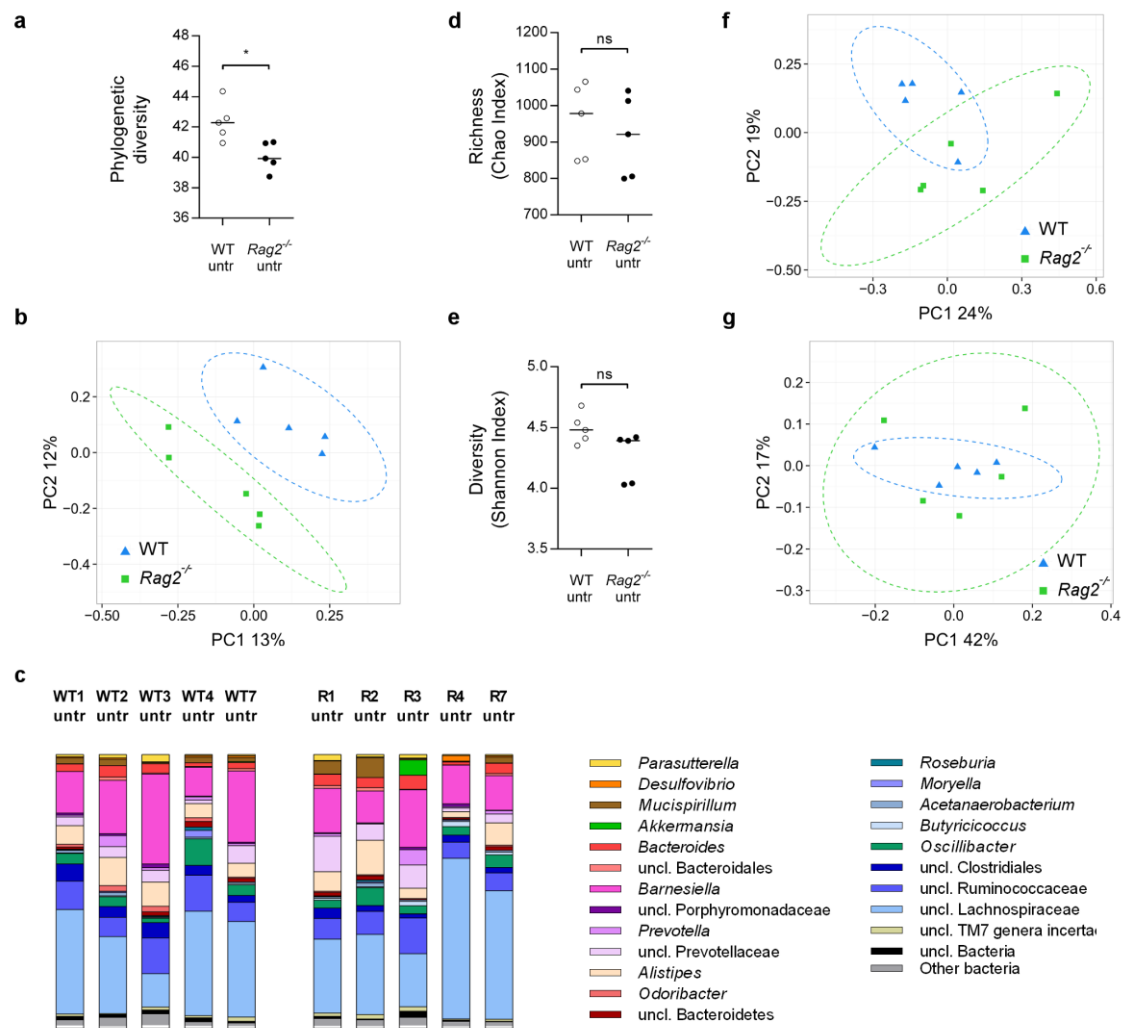 a
48
46
44
42
40
38
36
Phylogenetic
diversity
*
WT
untr
Rag2-/-
untr
d
1200
1100
1000
900
800
700
Richness
(Chao Index)
ns
WT
untr
Rag2-/-
untr
f
0.25
0.00
−0.25
−0.50
PC2 19%
−0.3
0.0
0.3
0.6
PC1 24%
WT
Rag2-/-
b
0.2
0.0
−0.2
−0.4
PC2 12%
−0.50
−0.25
0.00
0.25
PC1 13%
WT
Rag2-/-
e
5.0
4.5
4.0
3.5
Diversity
(Shannon Index)
ns
WT
untr
Rag2-/-
untr
g
0.2
0.1
0.0
−0.1
−0.2
−0.3
PC2 17%
−0.2
0.0
0.2
0.4
PC1 42%
WT
Rag2-/-
c
WT1 WT2 WT3 WT4 WT7 R1 R2 R3 R4 R7
untr untr untr untr untr untr untr untr untr untr
Parasutterella
Desulfovibrio
Mucispirillum
Akkermansia
Bacteroides
uncl. Bacteroidales
Barnesiella
uncl. Porphyromonadaceae
Prevotella
uncl. Prevotellaceae
Alistipes
Odoribacter
uncl. Bacteroidetes
Roseburia
Moryella
Acetanaerobacterium
Butyricicoccus
Oscillibacter
uncl. Clostridiales
uncl. Ruminococcaceae
uncl. Lachnospiraceae
uncl. TM7 genera incertae
uncl. Bacteria
Other bacteria